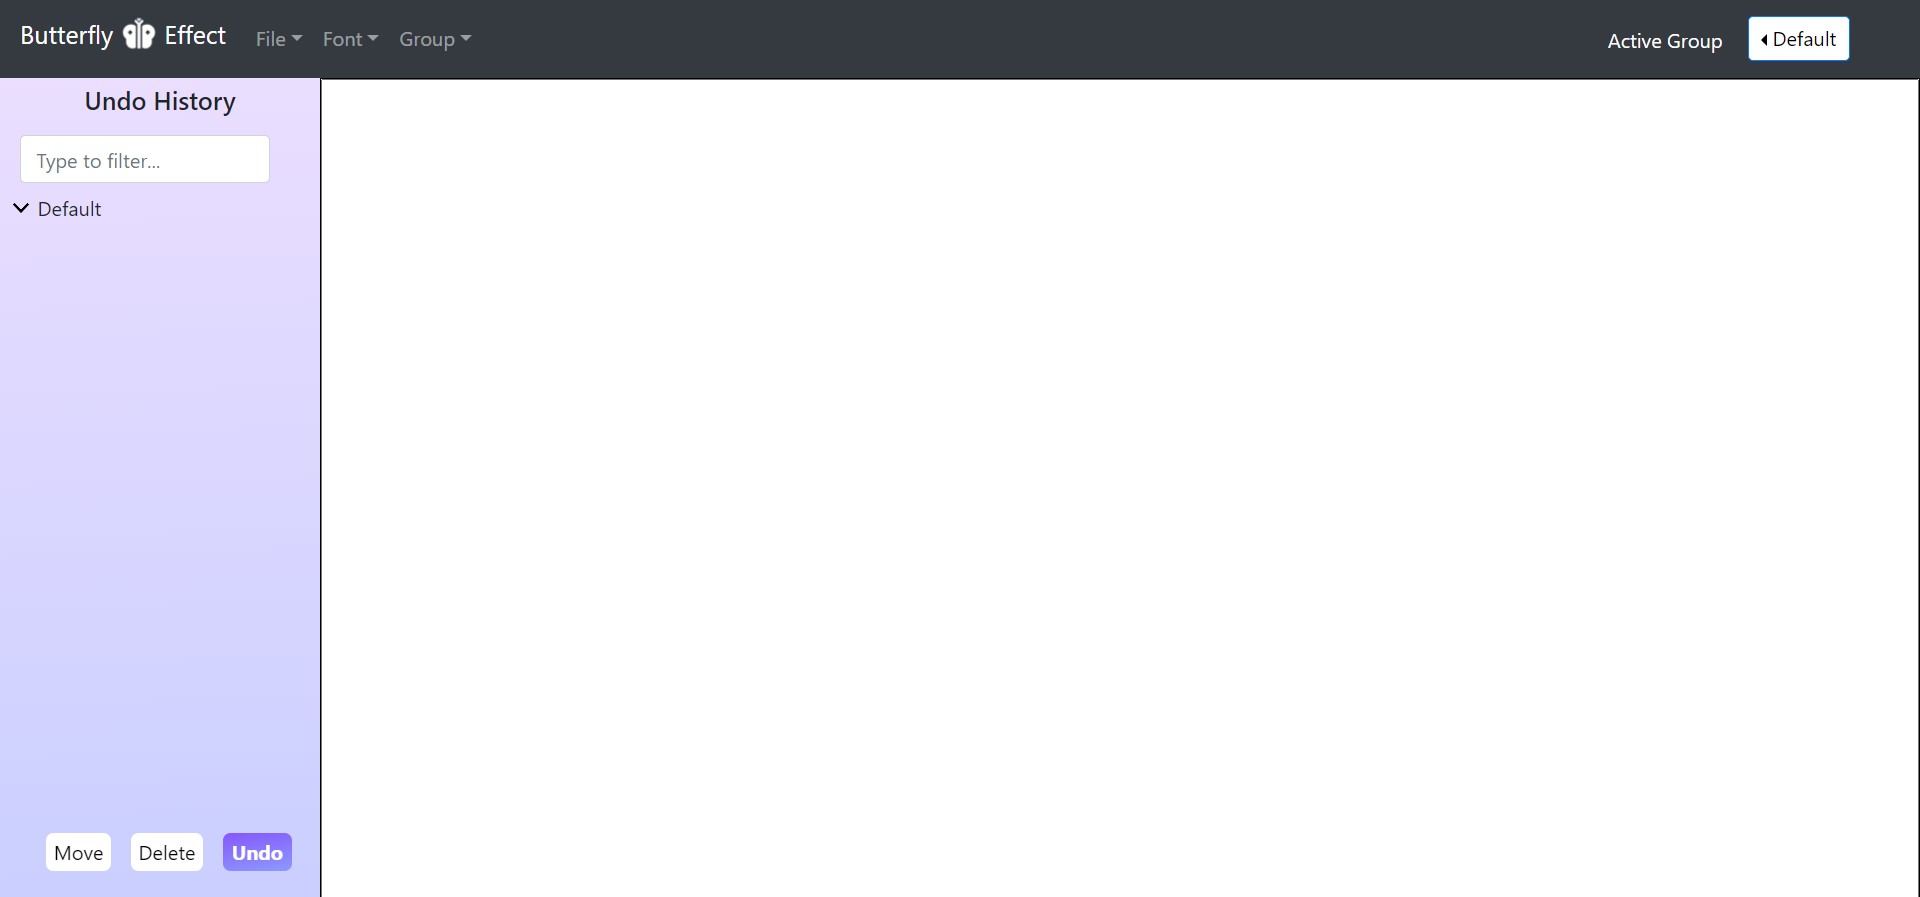 Butterfly Effect File Font Group Active Group Default
Undo History
Type to filter...
Default
Move Delete Undo